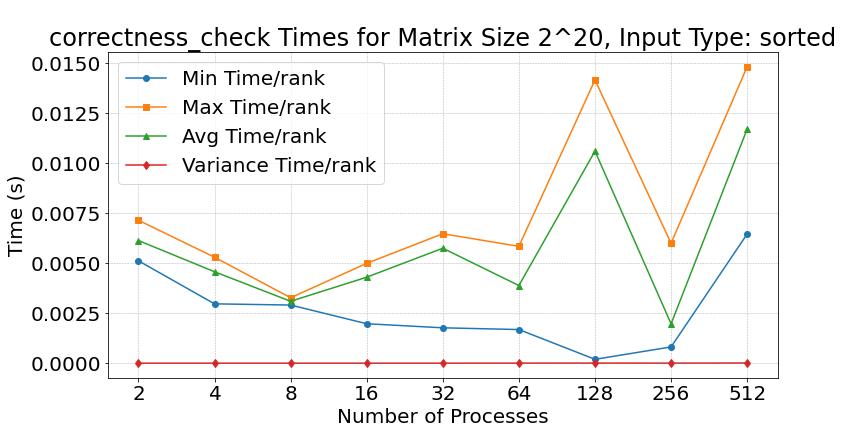 correctness_check Times for Matrix Size 2^20, Input Type: sorted
0.0150
0.0125
0.0100
0.0075
0.0050
0.0025
0.0000
Time (s)
Min Time/rank
Max Time/rank
Avg Time/rank
Variance Time/rank
2 4 8 16 32 64 128 256 512
Number of Processes